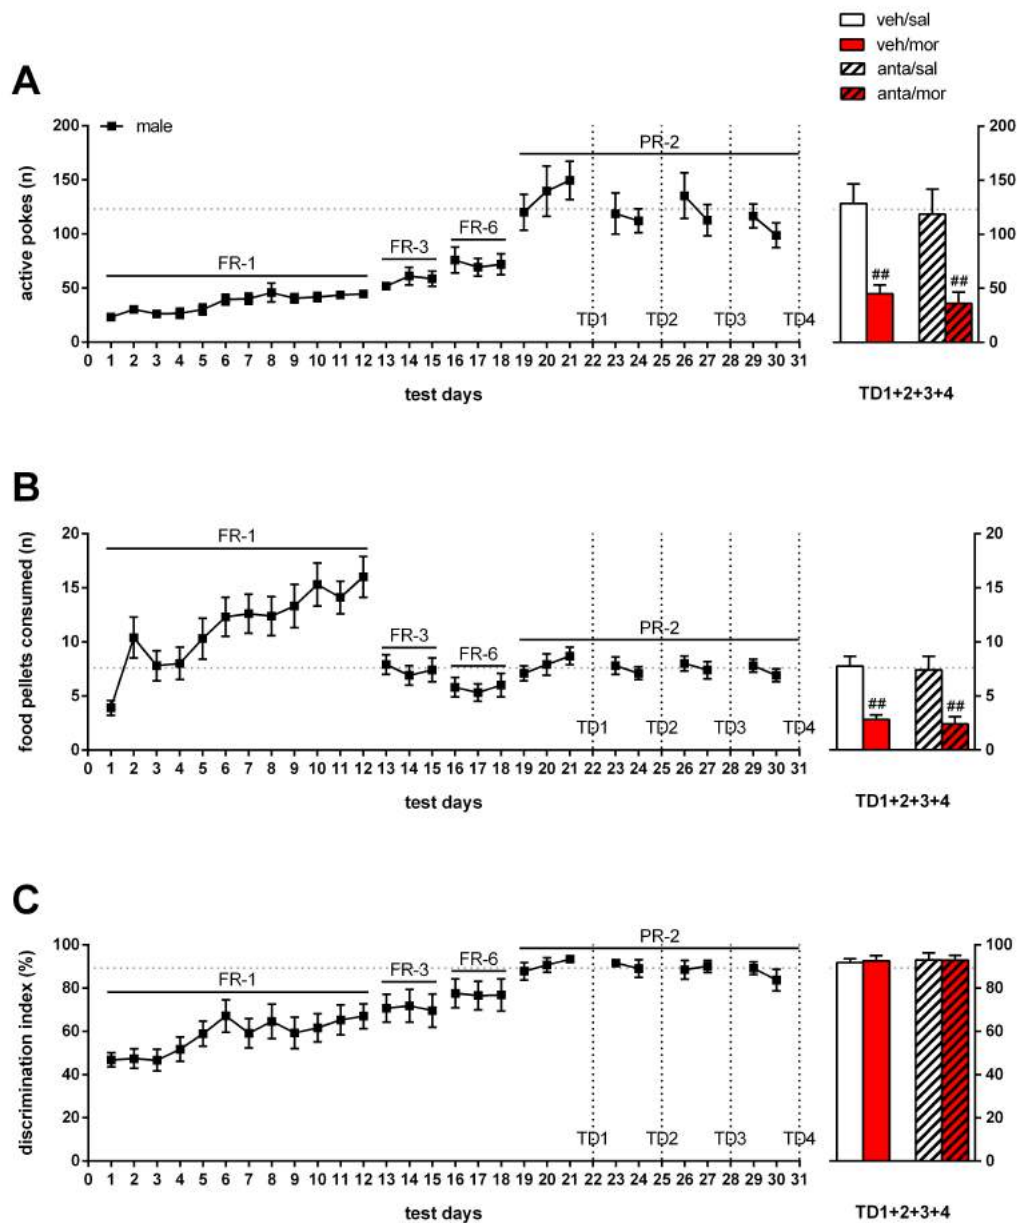 veh/sal
veh/mor
anta/sal
anta/mor
A
male
active pokes (n)
200
150
100
50
0
FR-1
FR-3
FR-6
PR-2
TD1 TD2 TD3 TD4
0 1 2 3 4 5 6 7 8 9 10 11 12 13 14 15 16 17 18 19 20 21 22 23 24 25 26 27 28 29 30 31
test days
200
150
100
50
0
## ##
TD1+2+3+4
B
food pellets consumed (n)
20
15
10
5
0
FR-1
FR-3
FR-6
PR-2
TD1 TD2 TD3 TD4
0 1 2 3 4 5 6 7 8 9 10 11 12 13 14 15 16 17 18 19 20 21 22 23 24 25 26 27 28 29 30 31
test days
20
15
10
5
0
## ##
TD1+2+3+4
C
discrimination index (%)
100
80
60
40
20
0
FR-1
FR-3
FR-6
PR-2
TD1 TD2 TD3 TD4
0 1 2 3 4 5 6 7 8 9 10 11 12 13 14 15 16 17 18 19 20 21 22 23 24 25 26 27 28 29 30 31
test days
100
80
60
40
20
0
TD1+2+3+4